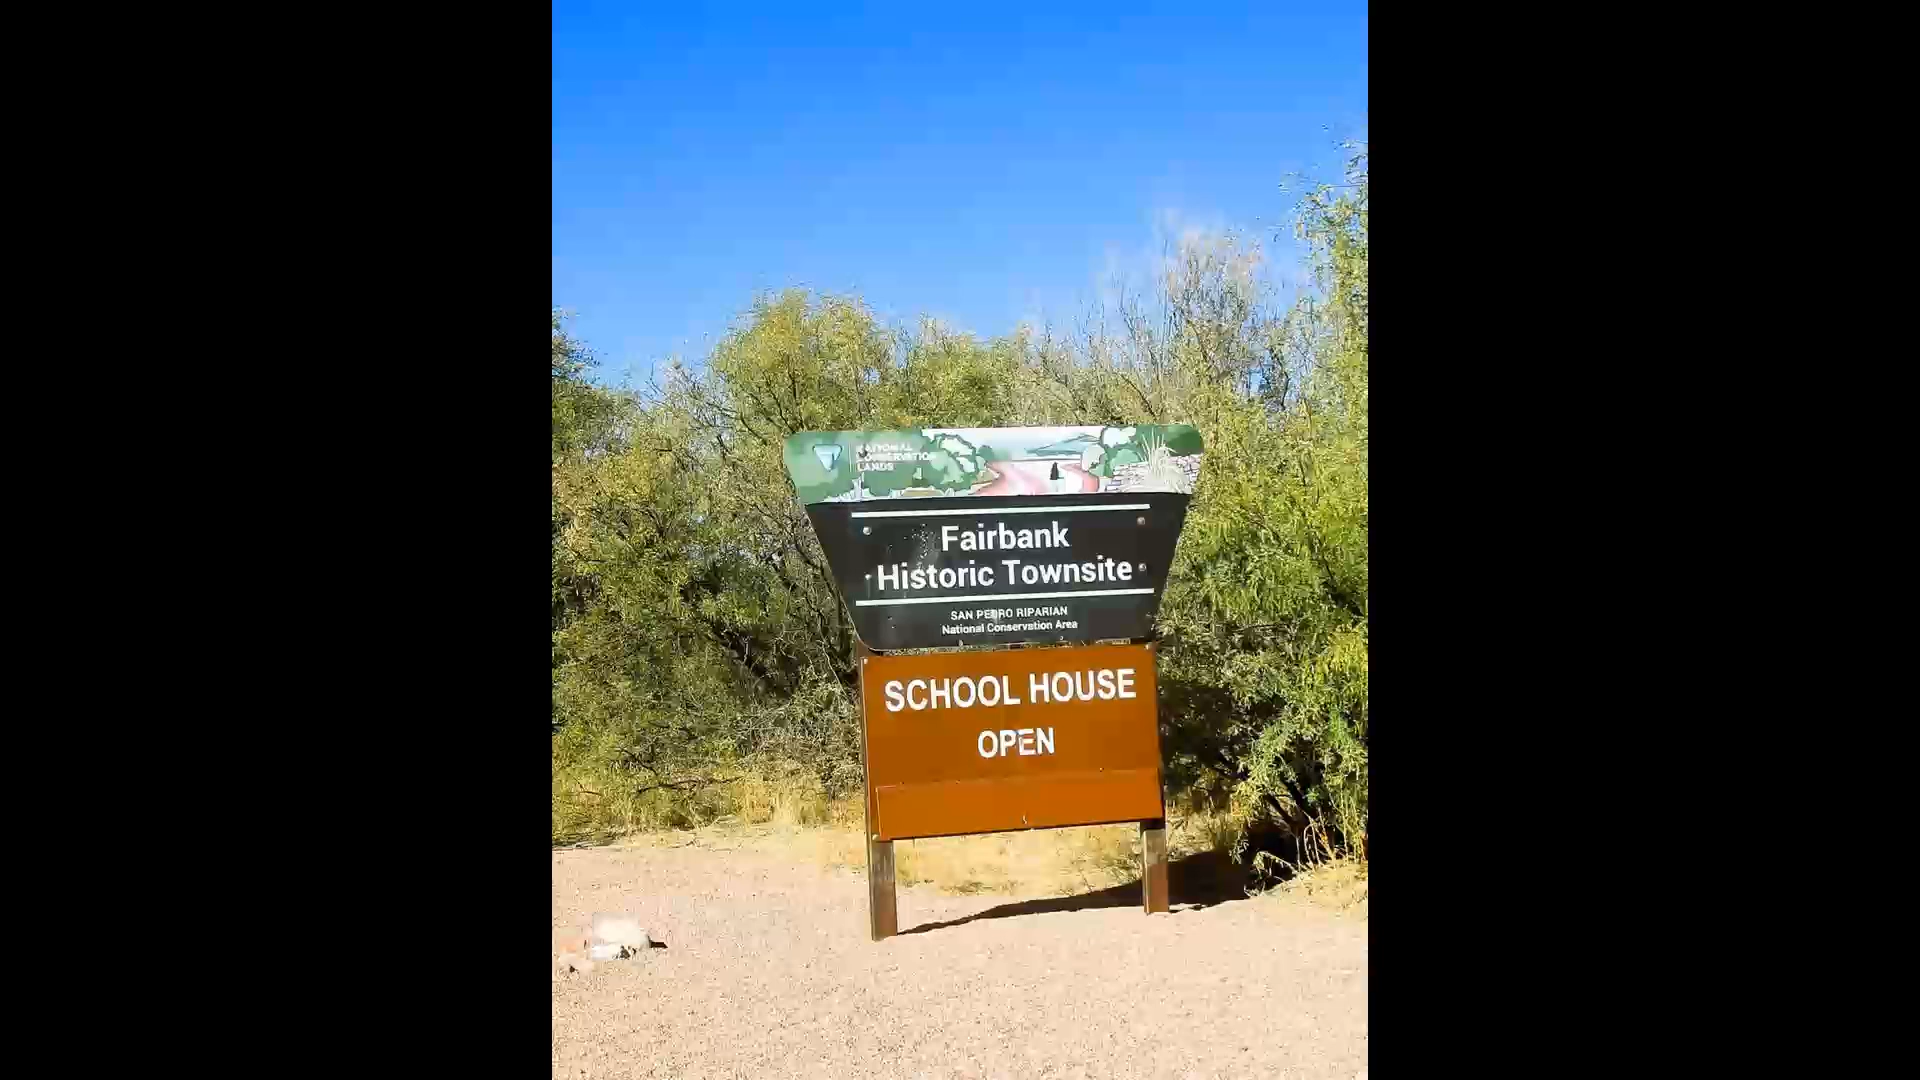 NATIONAL
CONSERVATION
LANDS
Fairbank
Historic Townsite
SAN PEDRO RIPARIAN
National Conservation Area
SCHOOL HOUSE
OPEN